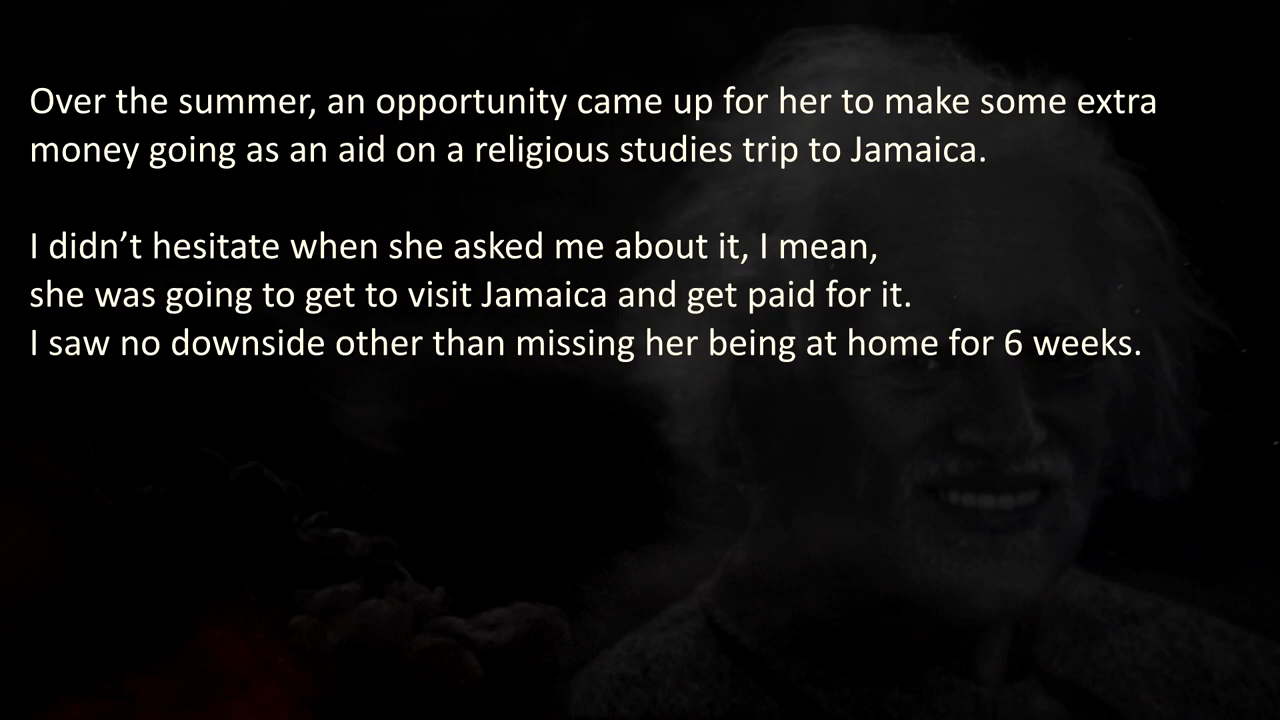 Over the summer, an opportunity came up for her to make some extra
money going as an aid on a religious studies trip to Jamaica.
I didn’t hesitate when she asked me about it, I mean,
she was going to get to visit Jamaica and get paid for it.
I saw no downside other than missing her being at home for 6 weeks.